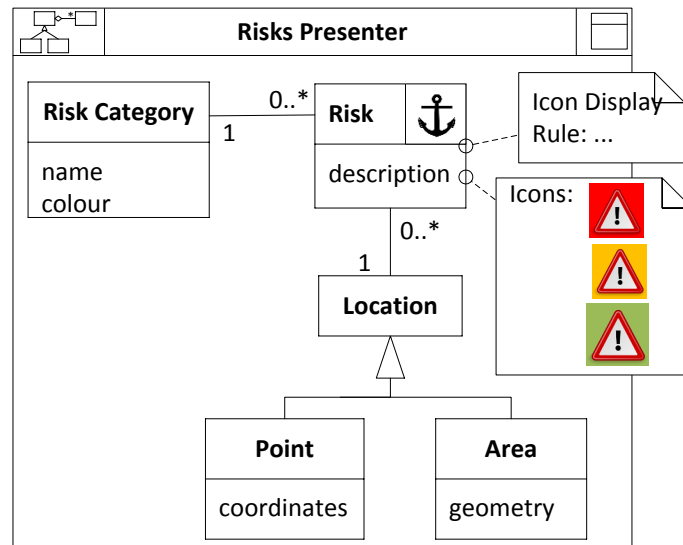 *
Risks Presenter
Risk Category
name
colour
1
0..*
Risk
description
Icon Display
Rule: ...
Icons:
!
!
!
0..*
1
Location
Point
coordinates
Area
geometry